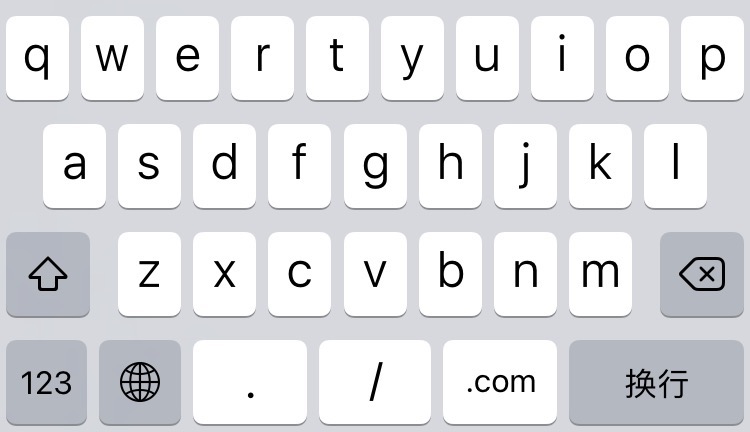 q w e r t y u i o p
a s d f g h j k l
z x c v b n m
123 . / .com 换行